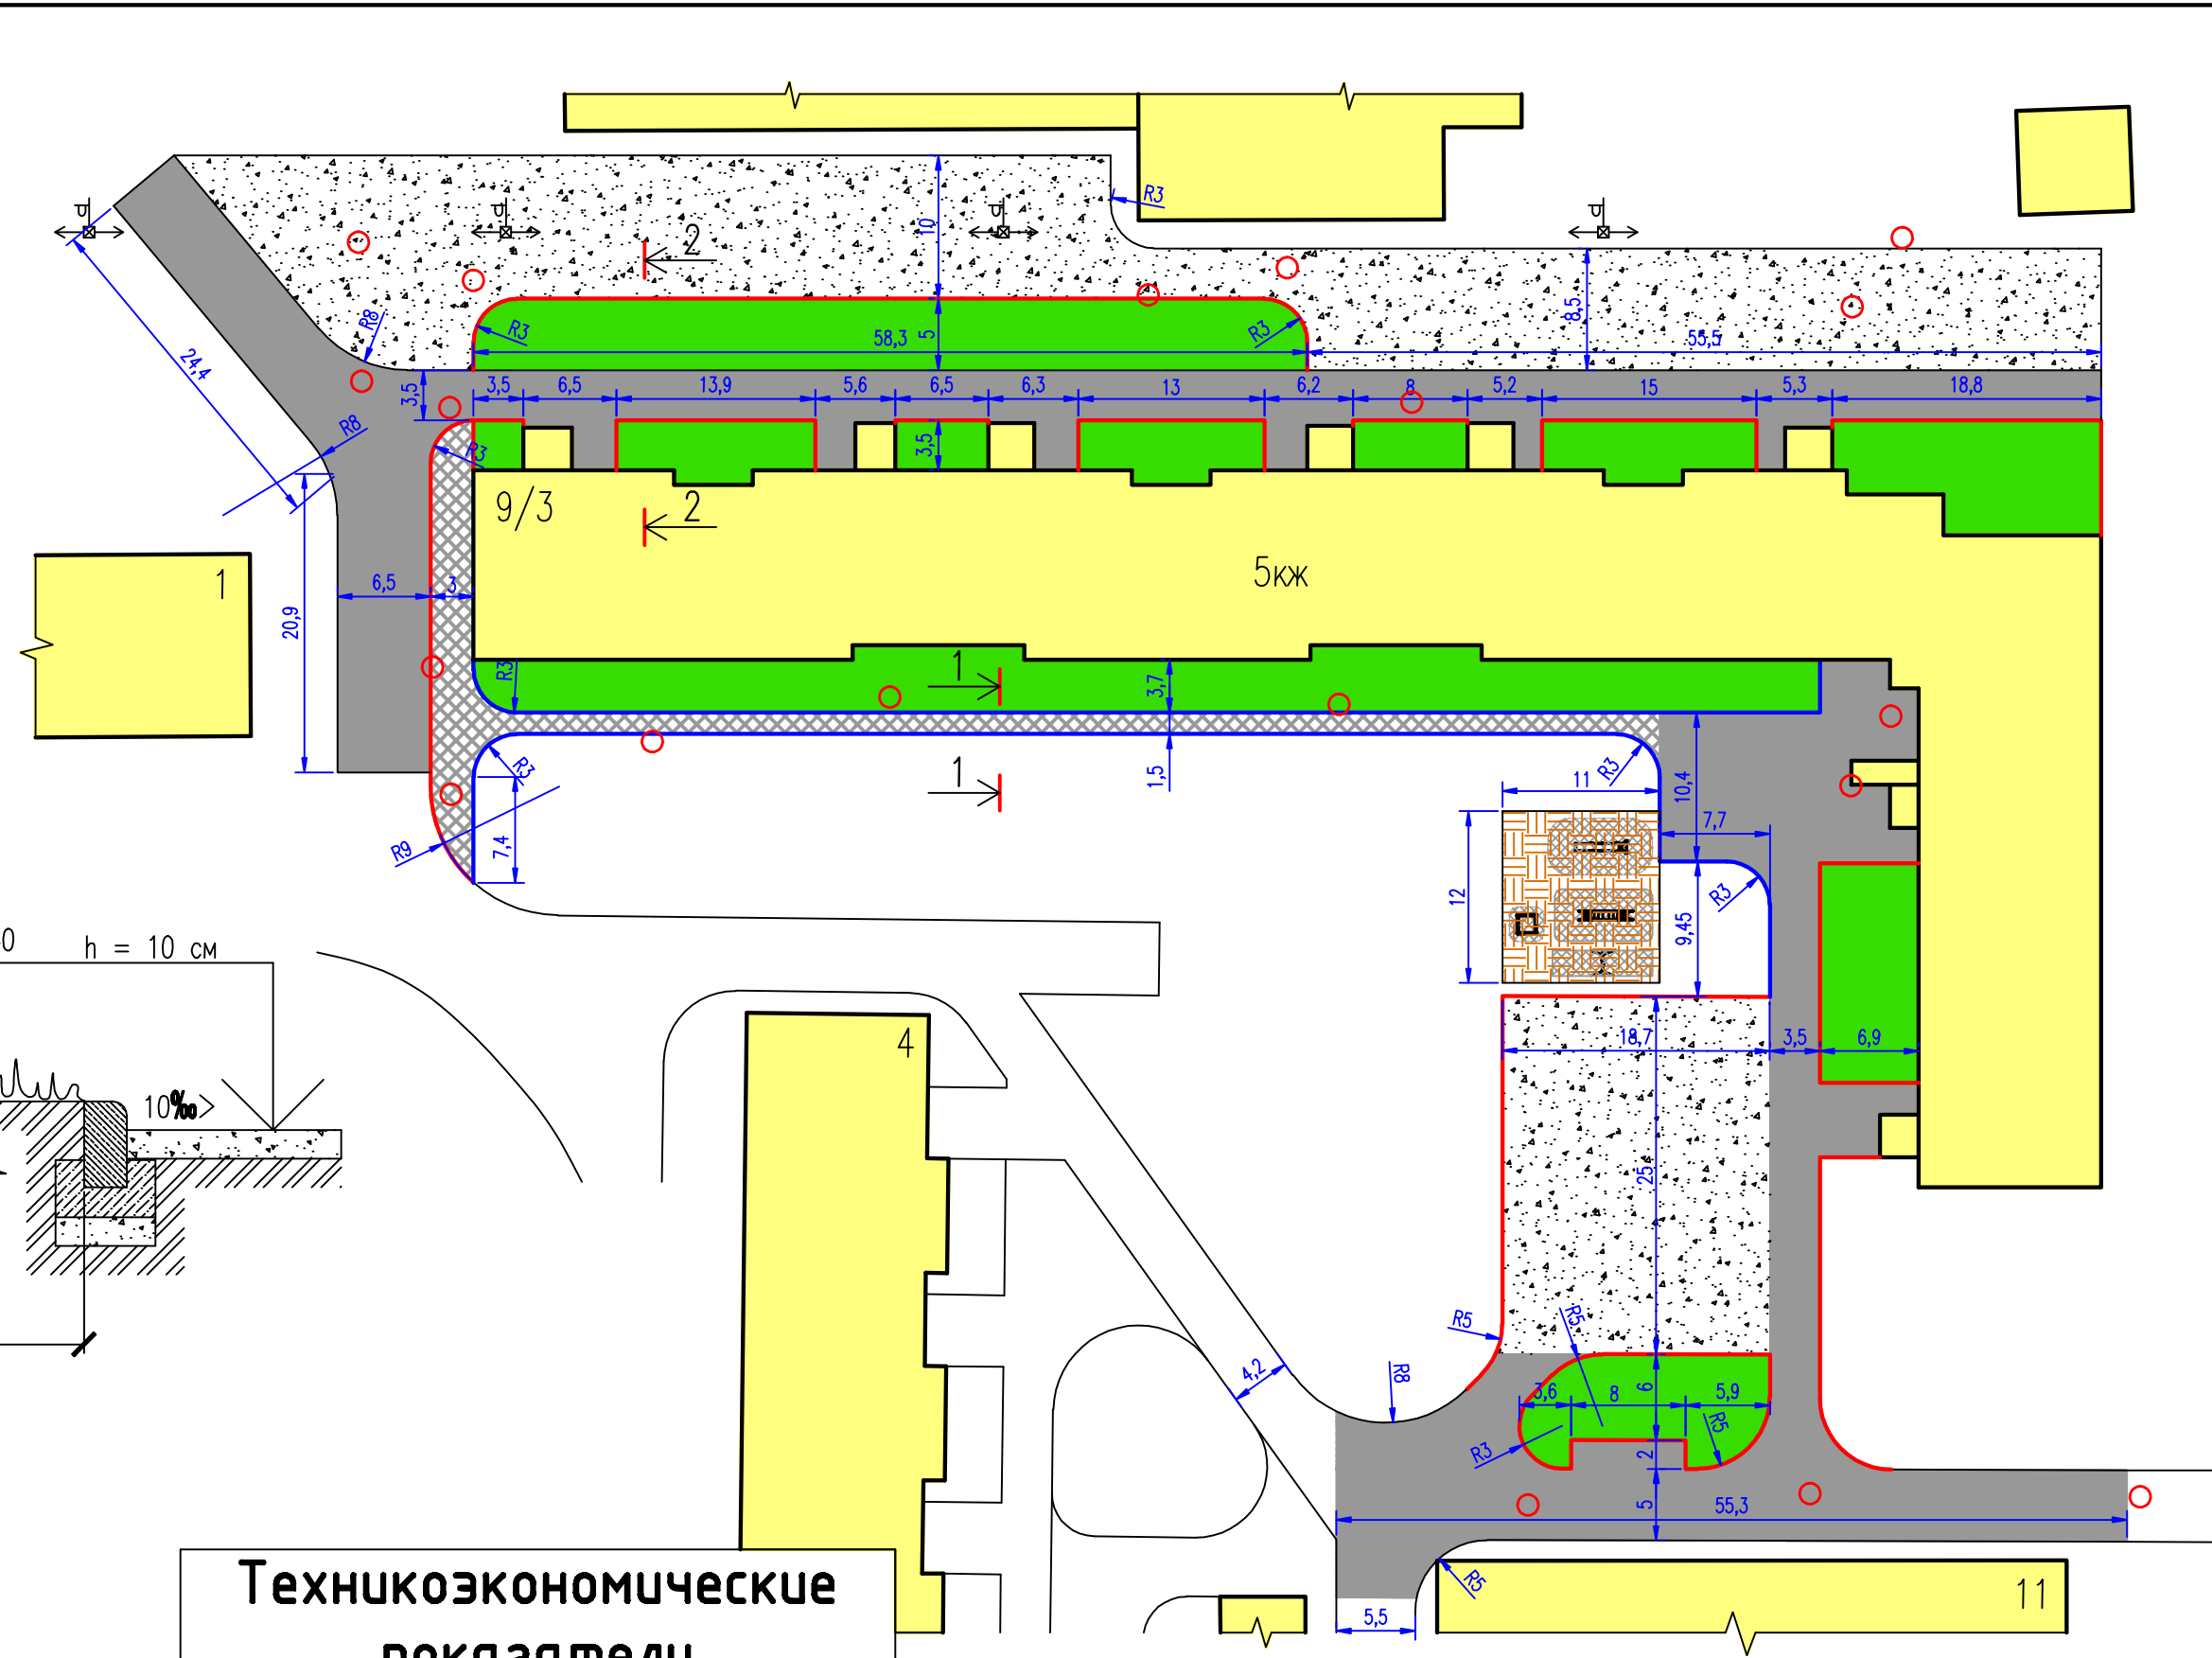 d d d d
R3
10
2
R8
R3
58,3
5
R3
8,5
55,5
24,4
3,5
3,5 6,5 13,9 5,6 6,5 6,3 13 6,2 8 5,2 15 5,3 18,8
R8
R3
3,5
9/3
2
5кж
1
6,5 3
20,9
R3
1
3,7
R3
1
1,5
R3
11
10,4
7,7
R9
7,4
12
R3
9,45
0 h = 10 см
4
18,7 3,5 6,9
10‰>
25
R5
R5
4,2
R8
3,6 8 6 5,9
R5
R3
2
5
55,3
R5
5,5
11
Техникоэкономические
показатели